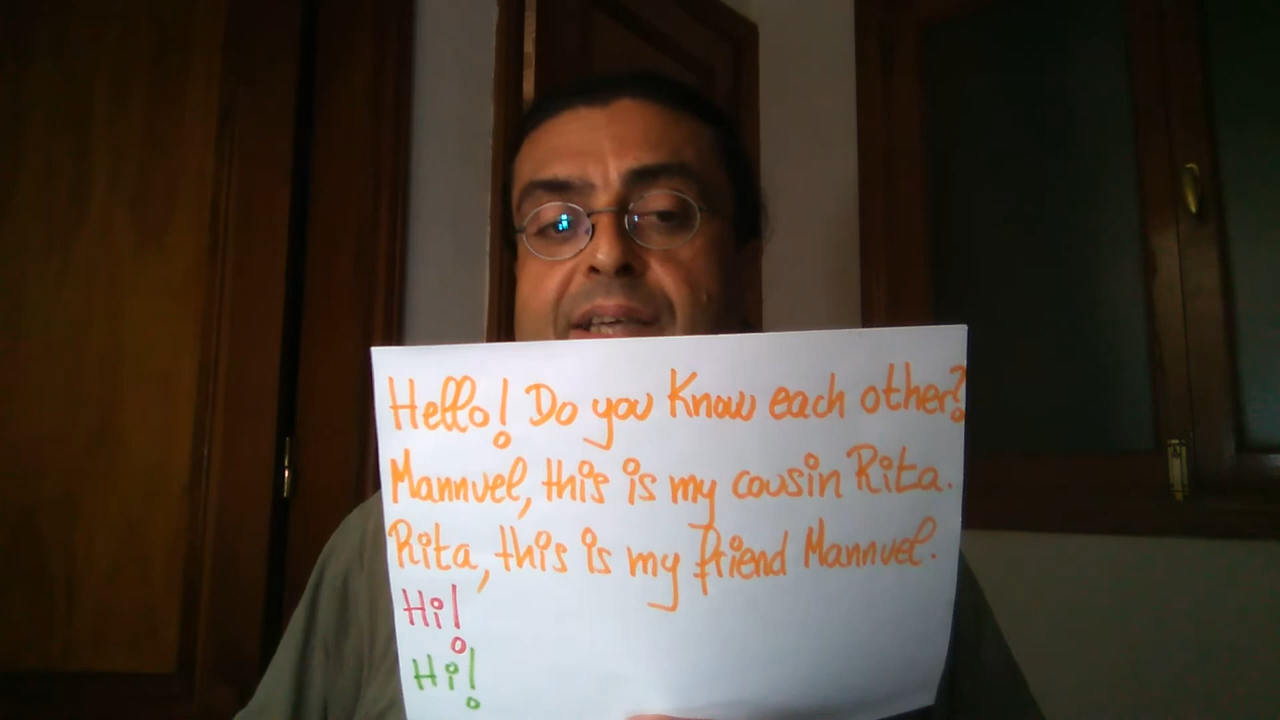 Hello! Do you know each other?
Mannuel, this is my cousin Rita.
Rita, this is my friend Mannuel.
Hi!
Hi!